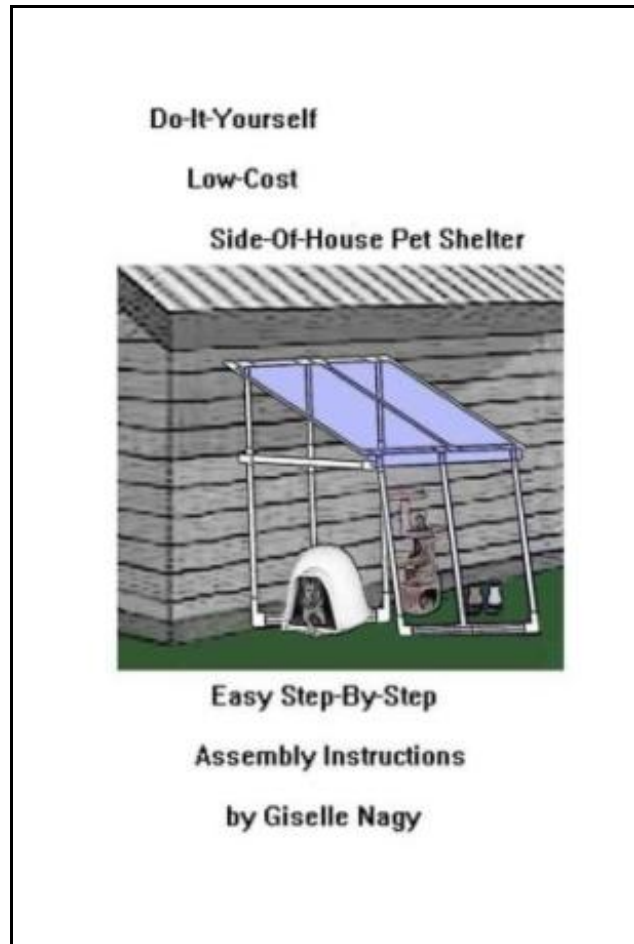 Do-It-Yourself
Low-Cost
Side-Of-House Pet Shelter
Easy Step-By-Step
Assembly Instructions
by Giselle Nagy